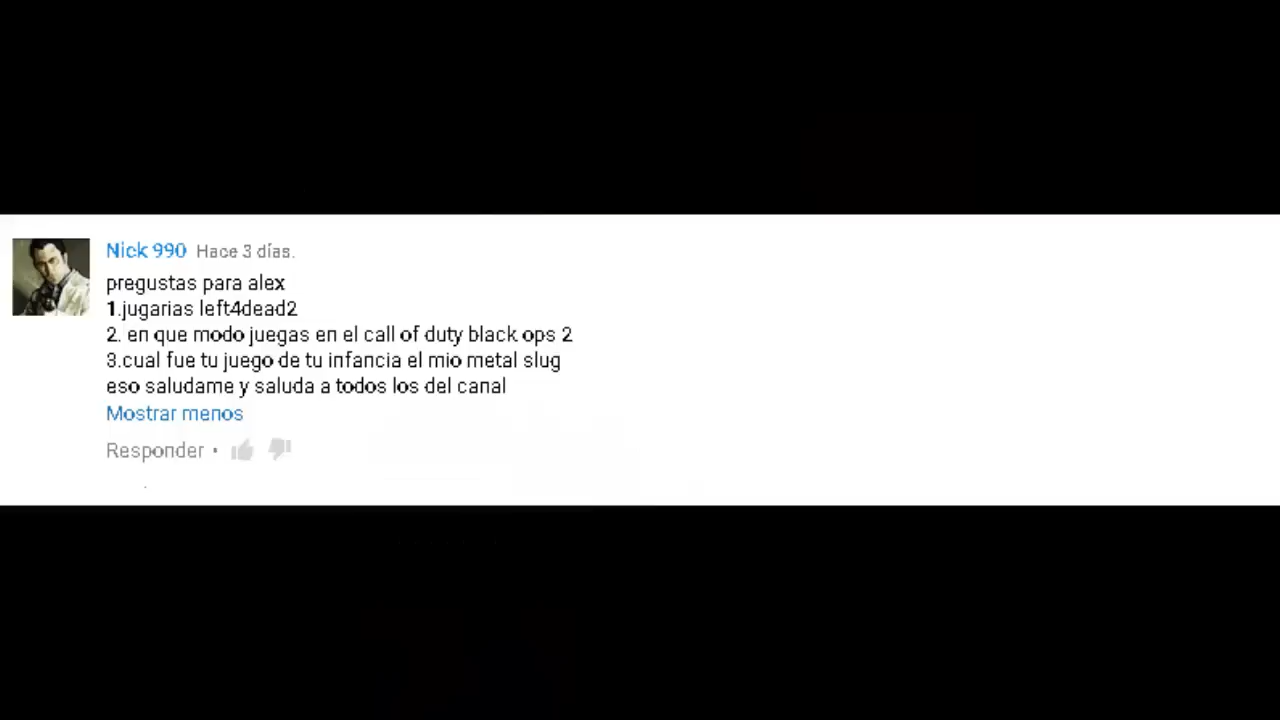 Nick 990 Hace 3 días.
pregustas para alex
1.jugarias left4dead2
2. en que modo juegas en el call of duty black ops 2
3.cual fue tu juego de tu infancia el mio metal slug
eso saludame y saluda a todos los del canal
Mostrar menos
Responder •